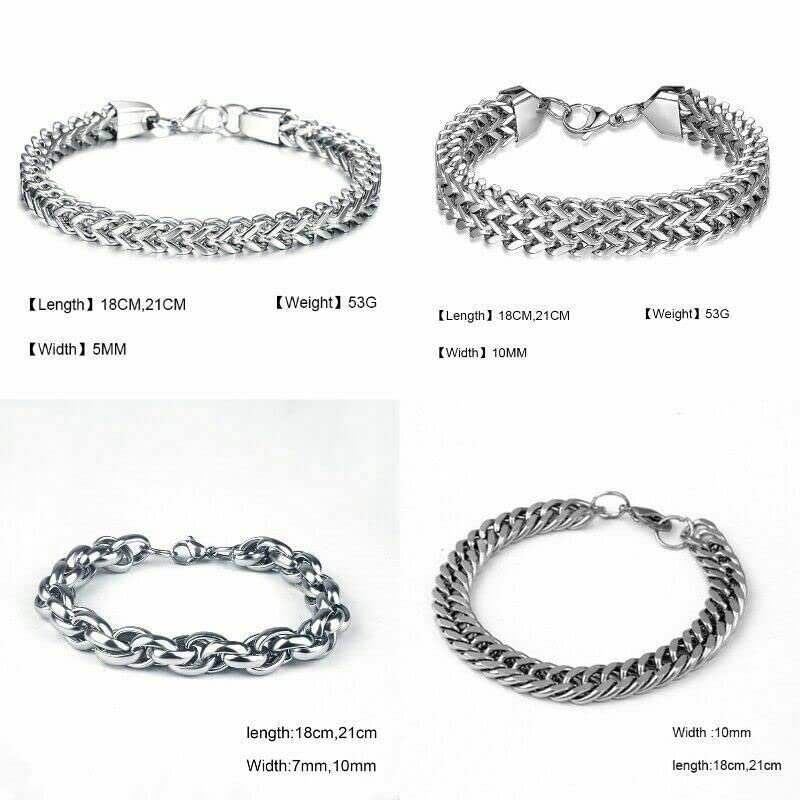 【Length】18CM,21CM 【Weight】53G
【Width】5MM
【Length】18CM,21CM 【Weight】53G
【Width】10MM
length:18cm,21cm
Width:7mm,10mm
Width :10mm
length:18cm,21cm